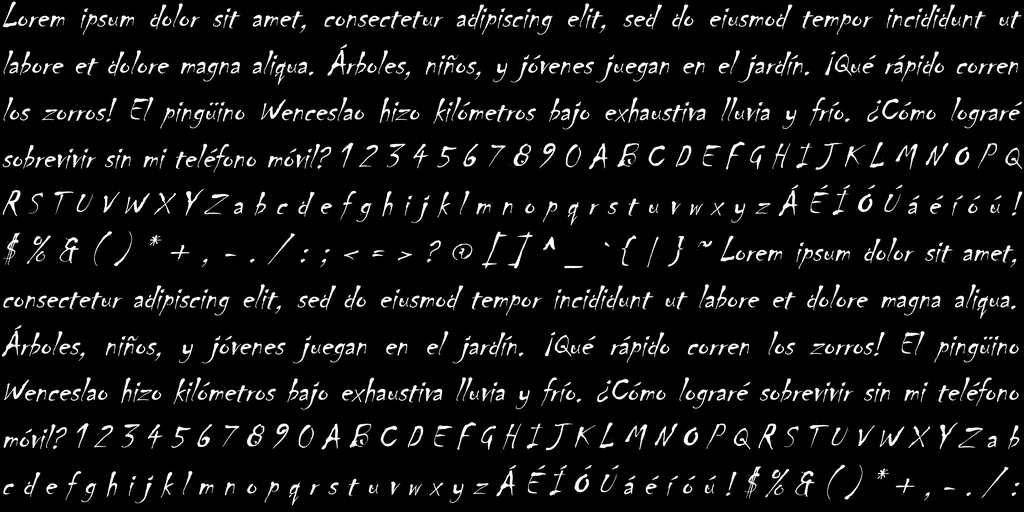 Lorem ipsum dolor sit amet, consectetur adipiscing elit, sed do eiusmod tempor incididunt ut
labore et dolore magna aliqua. Árboles, niños, y jóvenes juegan en el jardín. ¡Qué rápido corren
los zorros! El pingüino Wenceslao hizo kilómetros bajo exhaustiva lluvia y frío. ¿Cómo lograré
sobrevivir sin mi teléfono móvil? 1 2 3 4 5 6 7 8 9 0 A B C D E F G H I J K L M N O P Q
R S T U V W X Y Z a b c d e f g h i j k l m n o p q r s t u v w x y z Á É Í Ó Ú á é í ó ú !
$ % & ( ) * + , - . / : ; < = > ? @ [ ] ^ _ ` { | } ~ Lorem ipsum dolor sit amet,
consectetur adipiscing elit, sed do eiusmod tempor incididunt ut labore et dolore magna aliqua.
Árboles, niños, y jóvenes juegan en el jardín. ¡Qué rápido corren los zorros! El pingüino
Wenceslao hizo kilómetros bajo exhaustiva lluvia y frío. ¿Cómo lograré sobrevivir sin mi teléfono
móvil? 1 2 3 4 5 6 7 8 9 0 A B C D E F G H I J K L M N O P Q R S T U V W X Y Z a b
c d e f g h i j k l m n o p q r s t u v w x y z Á É Í Ó Ú á é í ó ú ! $ % & ( ) * + , - . / :